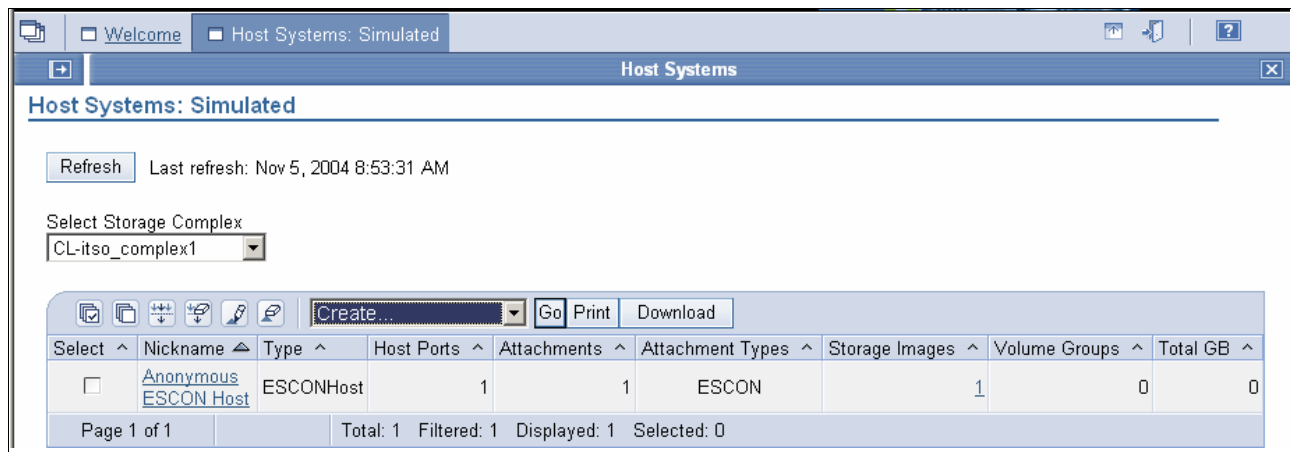 Welcome Host Systems: Simulated ?
Host Systems
Host Systems: Simulated
Refresh Last refresh: Nov 5, 2004 8:53:31 AM
Select Storage Complex
CL-itso_complex1
Create... Go Print Download
Select Nickname Type Host Ports Attachments Attachment Types Storage Images Volume Groups Total GB
Anonymous
ESCON Host ESCONHost 1 1 ESCON 1 0 0
Page 1 of 1 Total: 1 Filtered: 1 Displayed: 1 Selected: 0